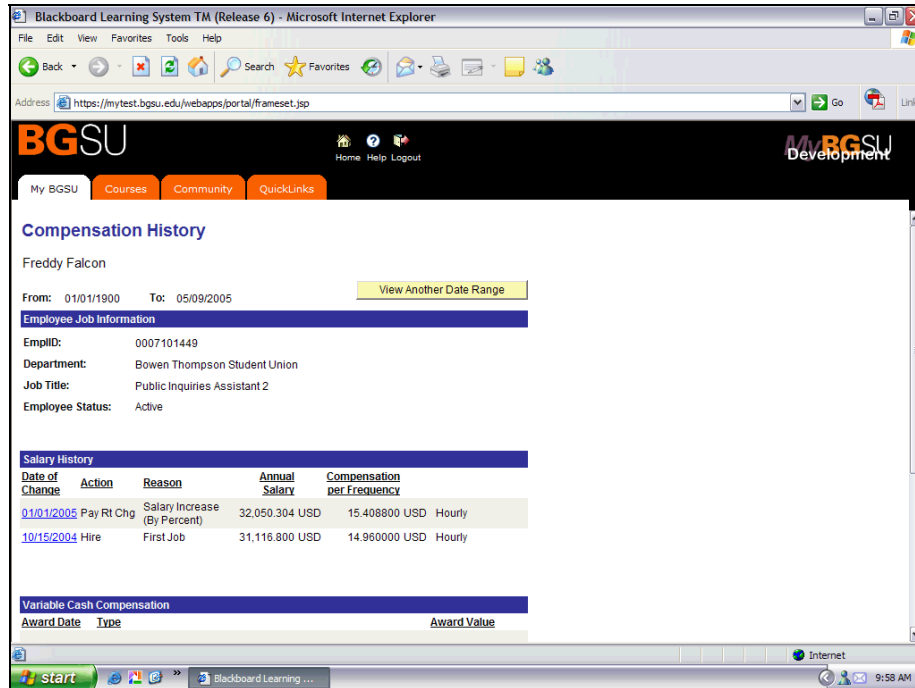 Blackboard Learning System TM (Release 6) - Microsoft Internet Explorer
File Edit View Favorites Tools Help
Back Search Favorites
Address https://mytest.bgsu.edu/webapps/portal/frameset.jsp Go
BGSU
Home Help Logout
MyBGSU
Development
My BGSU Courses Community QuickLinks
Compensation History
Freddy Falcon
View Another Date Range
From: 01/01/1900 To: 05/09/2005
Employee Job Information
EmplID: 0007101449
Department: Bowen Thompson Student Union
Job Title: Public Inquiries Assistant 2
Employee Status: Active
Salary History
Date of Change Action Reason Annual Salary Compensation per Frequency
01/01/2005 Pay Rt Chg Salary Increase (By Percent) 32,050.304 USD 15.408800 USD Hourly
10/15/2004 Hire First Job 31,116.800 USD 14.960000 USD Hourly
Variable Cash Compensation
Award Date Type Award Value
Internet
start » Blackboard Learning ... 9:58 AM